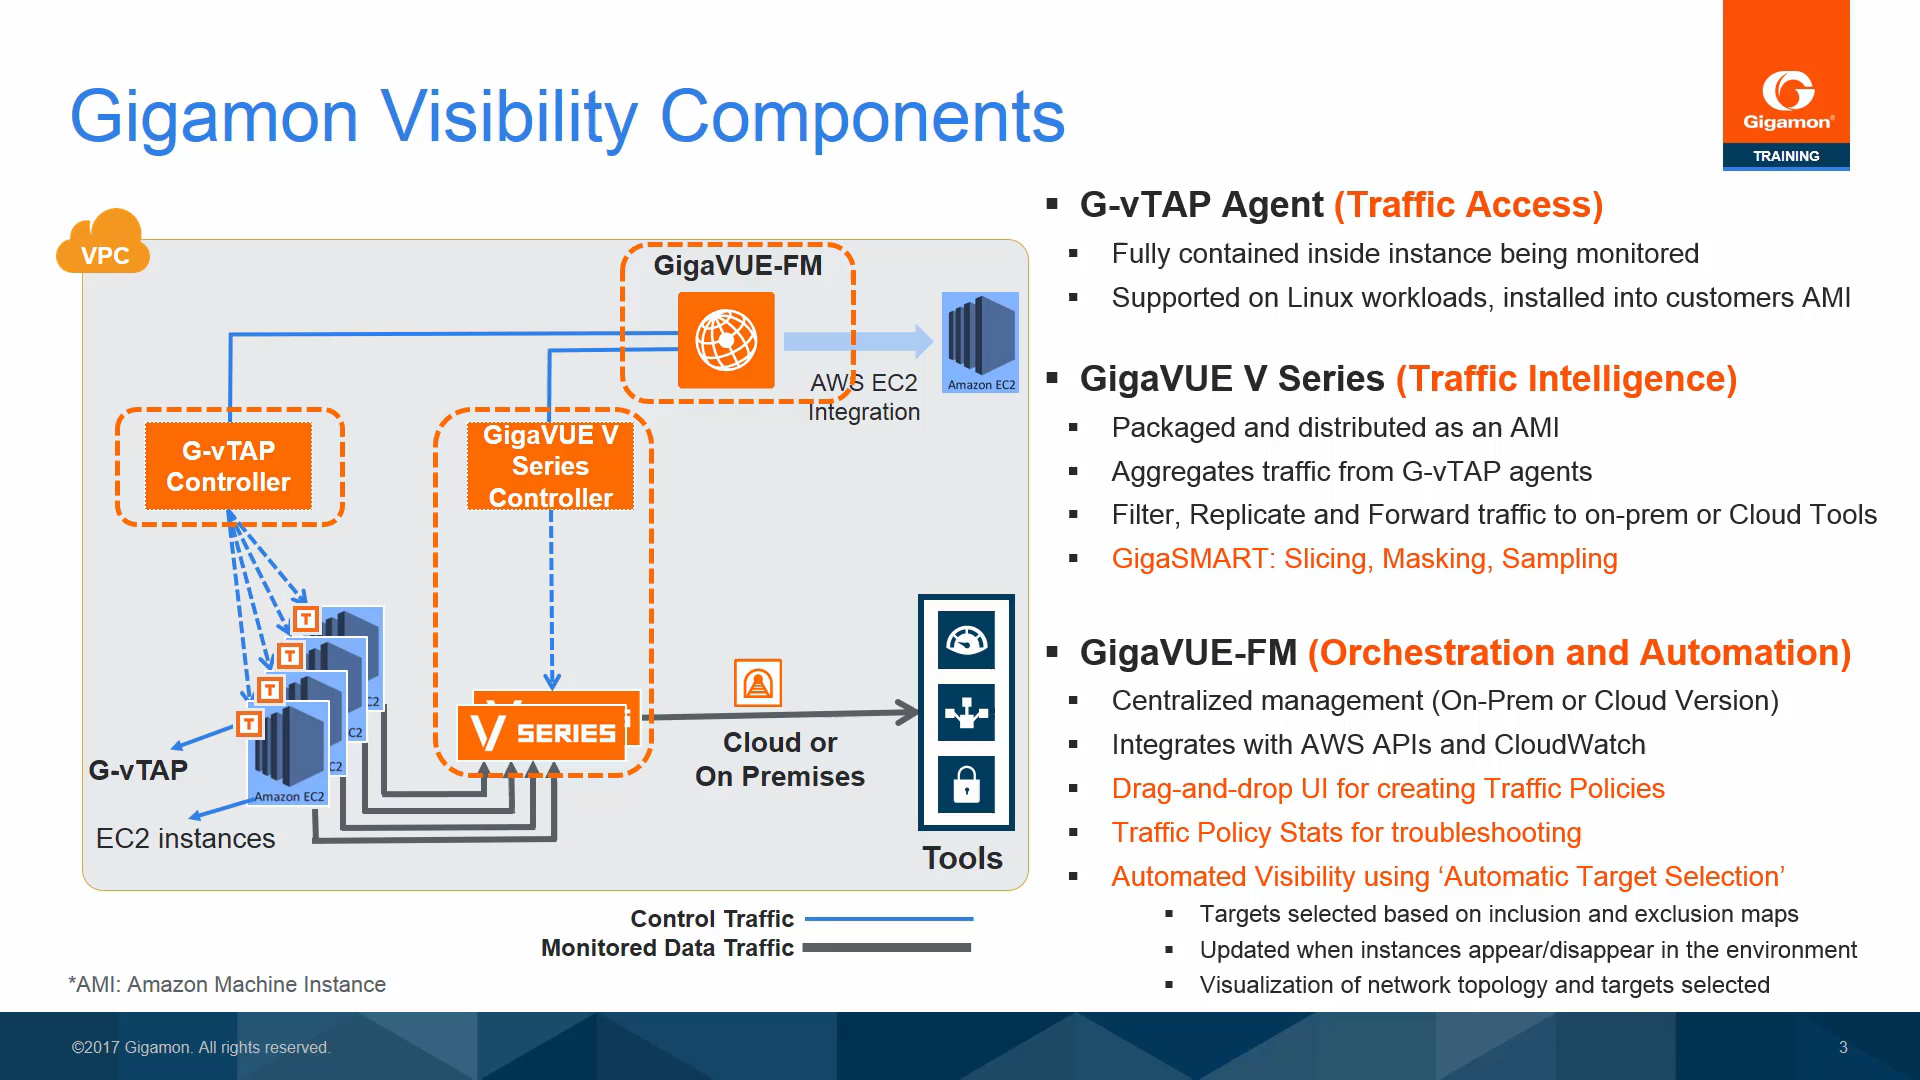 Gigamon Visibility Components
Gigamon®
TRAINING
VPC
GigaVUE-FM
AWS EC2
Integration
Amazon EC2
G-vTAP
Controller
GigaVUE V
Series
Controller
T
T
T
T
C2
C2
C2
Amazon EC2
G-vTAP
EC2 instances
V SERIES
Cloud or
On Premises
Tools
Control Traffic
Monitored Data Traffic
*AMI: Amazon Machine Instance
▪ G-vTAP Agent (Traffic Access)
▪ Fully contained inside instance being monitored
▪ Supported on Linux workloads, installed into customers AMI
▪ GigaVUE V Series (Traffic Intelligence)
▪ Packaged and distributed as an AMI
▪ Aggregates traffic from G-vTAP agents
▪ Filter, Replicate and Forward traffic to on-prem or Cloud Tools
▪ GigaSMART: Slicing, Masking, Sampling
▪ GigaVUE-FM (Orchestration and Automation)
▪ Centralized management (On-Prem or Cloud Version)
▪ Integrates with AWS APIs and CloudWatch
▪ Drag-and-drop UI for creating Traffic Policies
▪ Traffic Policy Stats for troubleshooting
▪ Automated Visibility using ‘Automatic Target Selection’
▪ Targets selected based on inclusion and exclusion maps
▪ Updated when instances appear/disappear in the environment
▪ Visualization of network topology and targets selected
©2017 Gigamon. All rights reserved.
3